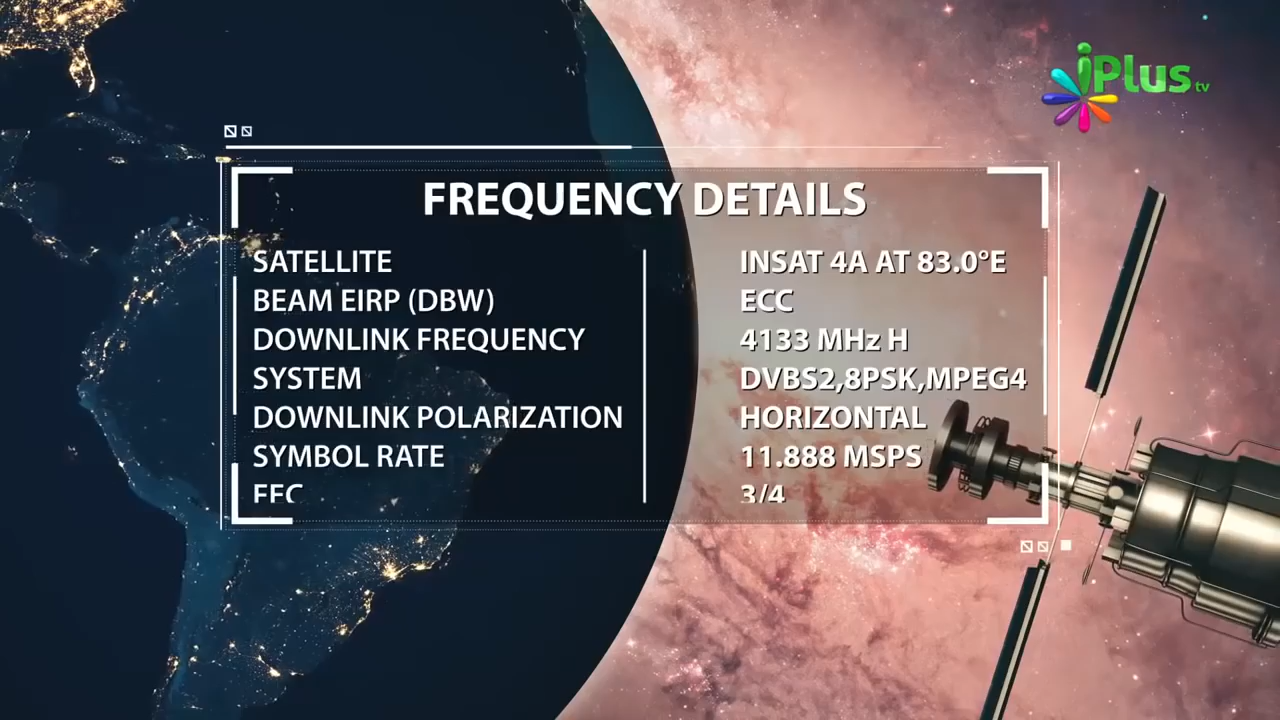 iPlus tv
FREQUENCY DETAILS
SATELLITE INSAT 4A AT 83.0°E
BEAM EIRP (DBW) ECC
DOWNLINK FREQUENCY 4133 MHz H
SYSTEM DVBS2,8PSK,MPEG4
DOWNLINK POLARIZATION HORIZONTAL
SYMBOL RATE 11.888 MSPS
FEC 3/4